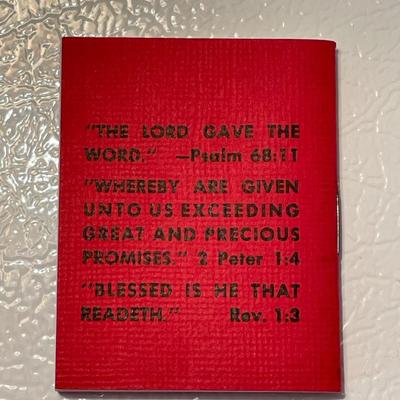 "THE LORD GAVE THE
WORD." —Psalm 68:11
"WHEREBY ARE GIVEN
UNTO US EXCEEDING
GREAT AND PRECIOUS
PROMISES." 2 Peter 1:4
"BLESSED IS HE THAT
READETH." Rev. 1:3